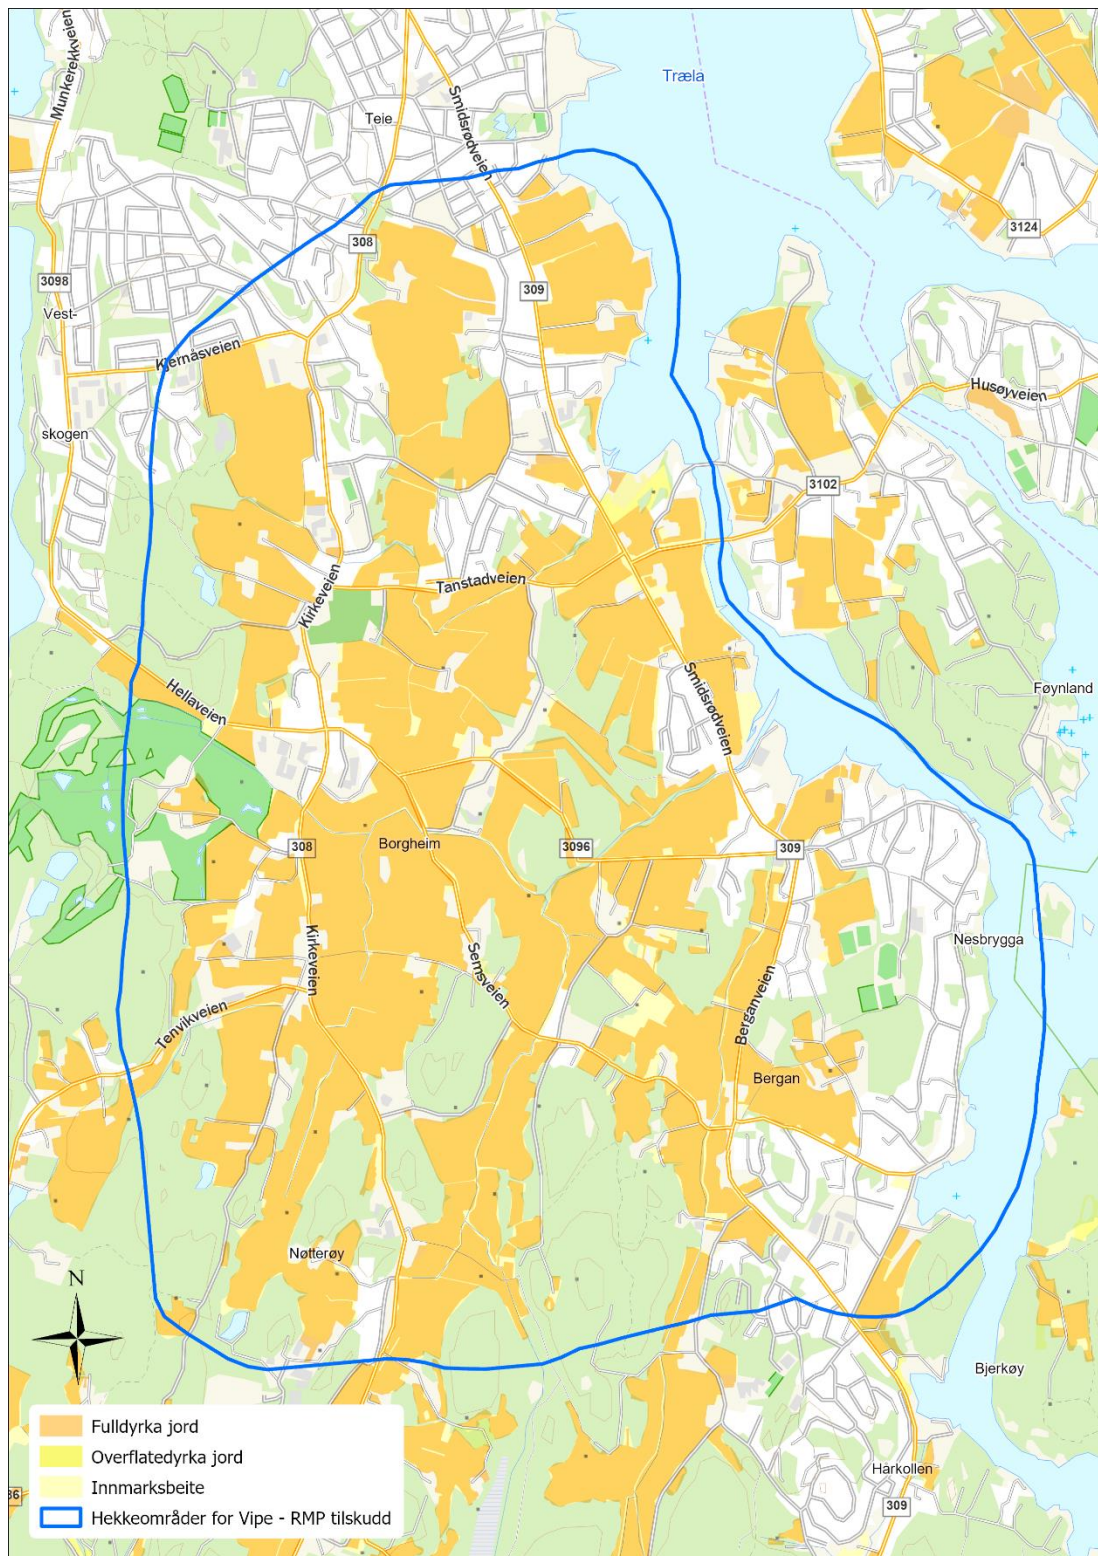 Munkerekkveien
Træla
Smidsrødveien
Teie
3124
308
3098
309
Vest-
Kjernåsveien
Husøyveien
skogen
3102
Tanstadveien
Kirkeveien
Smidsrødveien
Hellaveien
Føynland
Borgheim
308
3096
309
Nesbrygga
Kirkeveien
Semsveien
Berganveien
Tenvikveien
Bergan
Nøtterøy
N
Bjerkøy
Fulldyrka jord
Overflatedyrka jord
Innmarksbeite
Hekkeområder for Vipe - RMP tilskudd
Hårkollen
309